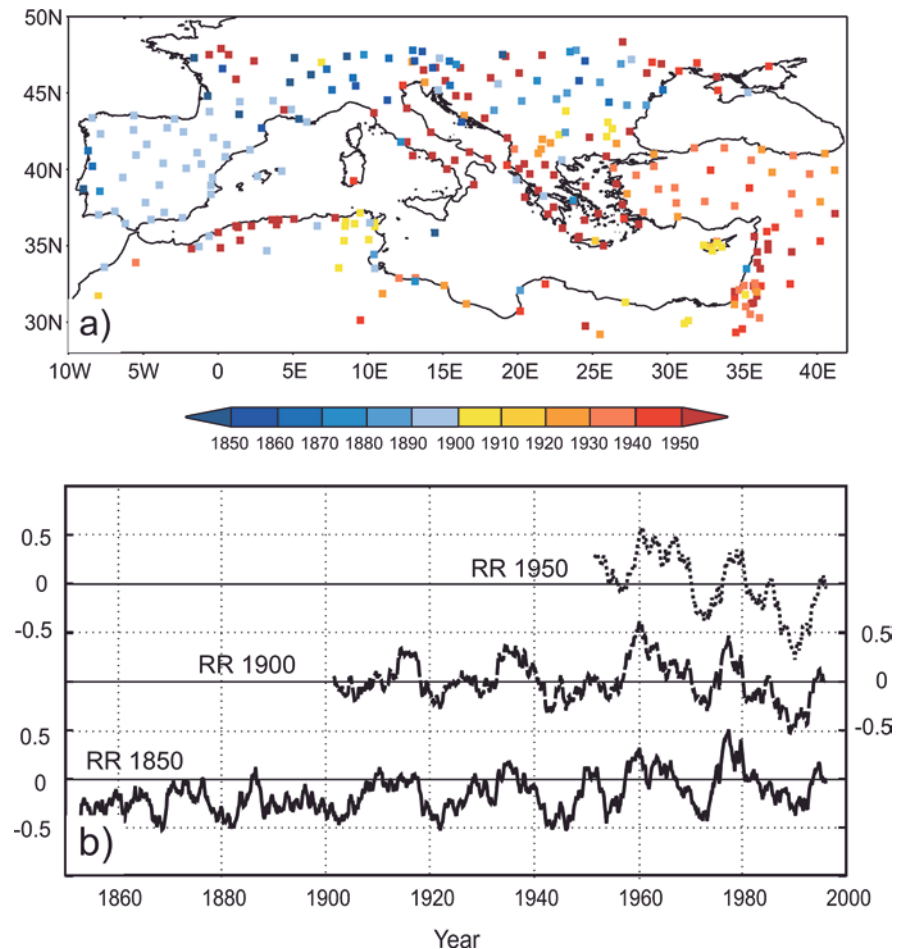 50N
45N
40N
35N
30N
a)
10W 5W 0 5E 10E 15E 20E 25E 30E 35E 40E
1850 1860 1870 1880 1890 1900 1910 1920 1930 1940 1950
0.5
RR 1950
0
-0.5
0.5
RR 1900
0
-0.5
0.5
RR 1850
0
-0.5
b)
1860 1880 1900 1920 1940 1960 1980 2000
Year